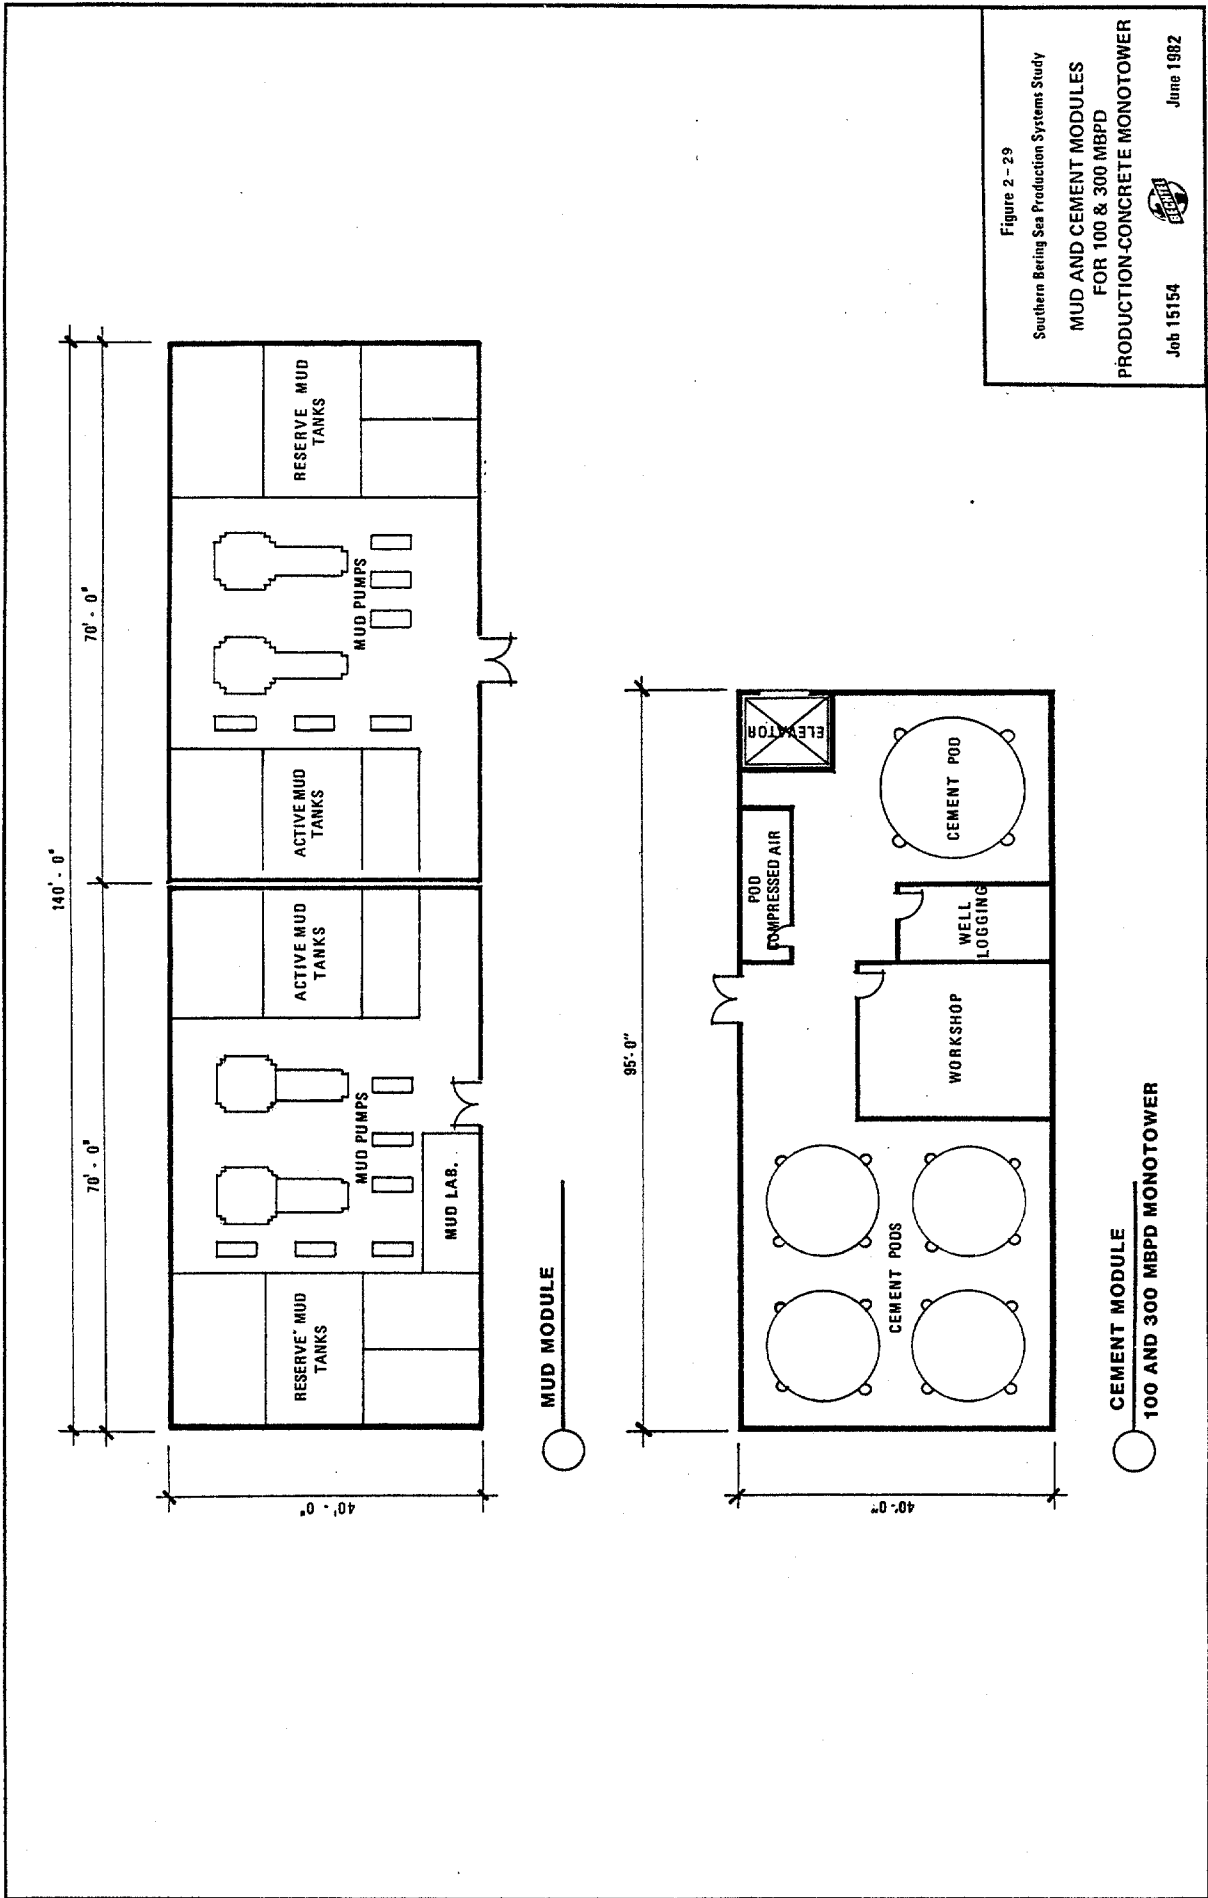 140' - 0"
70' - 0"
70' - 0"
40' - 0"
RESERVE MUD
TANKS
MUD PUMPS
MUD LAB.
ACTIVE MUD
TANKS
ACTIVE MUD
TANKS
MUD PUMPS
RESERVE MUD
TANKS
MUD MODULE
95'-0"
40'-0"
CEMENT PODS
WORKSHOP
WELL
LOGGING
POD
COMPRESSED AIR
ELEVATOR
CEMENT POD
CEMENT MODULE
100 AND 300 MBPD MONOTOWER
Figure 2-29
Southern Bering Sea Production Systems Study
MUD AND CEMENT MODULES
FOR 100 & 300 MBPD
PRODUCTION-CONCRETE MONOTOWER
Job 15154
BECHTEL
June 1982